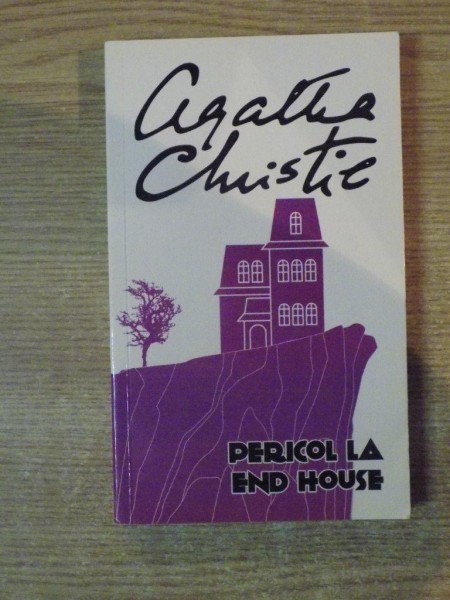 Agatha
Christie
PERICOL LA
END HOUSE